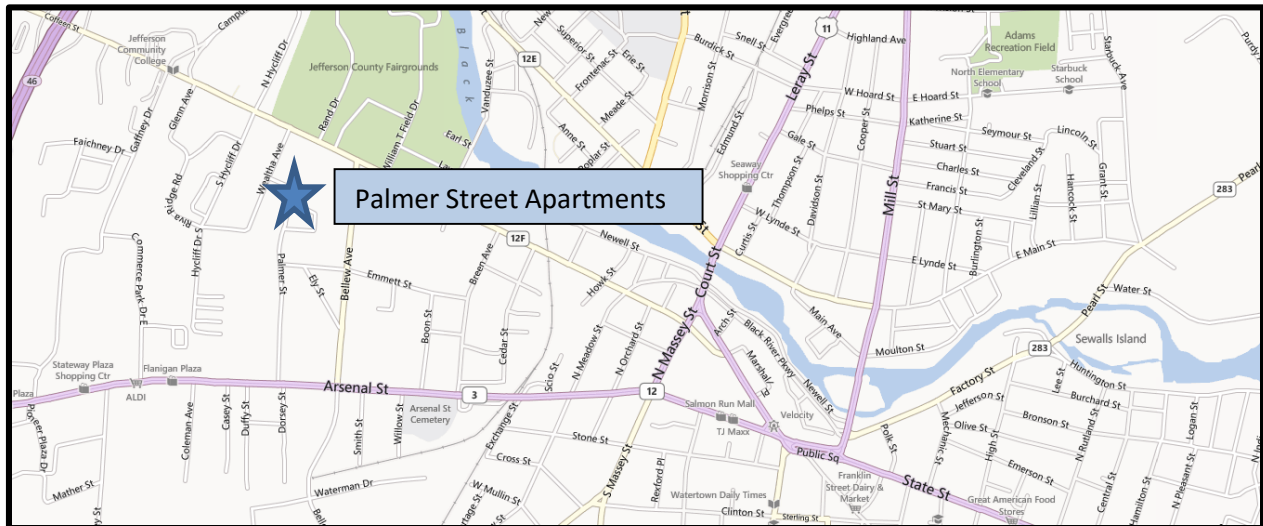 Coffeen St
Jefferson
Community
College
46
Gaffney Dr
Glenn Ave
N Hycliff Dr
Jefferson County Fairgrounds
Rand Dr
William T Field Dr
Earl St
Vanduzee St
12E
Superior St
Erie St
Frontenac St
Meade St
Anne St
Poplar St
Burdick St
Snell St
Morrison St
Edmund St
11
Leray St
Highland Ave
Adams
Recreation Field
North Elementary
School
Starbuck
School
Starbuck Ave
W Hoard St
E Hoard St
Phelps St
Katherine St
Cooper St
Gale St
Seymour St
Lincoln St
Stuart St
Charles St
Cleveland St
Grant St
Francis St
St Mary St
Lillian St
Hancock St
283
Faichney Dr
S Hycliff Dr
Wealtha Ave
Riva Ridge Rd
Palmer Street Apartments
Seaway
Shopping Ctr
Thompson St
Davidson St
Mill St
W Lynde St
E Lynde St
Curtis St
Burlington St
E Main St
Pearl St
Water St
Commerce Park Dr E
Hycliff Dr S
Palmer St
Ely St
Bellew Ave
Emmett St
Breen Ave
12F
Newell St
Howk St
Court St
Main Ave
Moulton St
283
Sewalls Island
Boon St
Cedar St
Scio St
N Meadow St
N Orchard St
N Massey St
Arch St
Marshall Pl
Black River Pkwy
Newell St
Factory St
Huntington St
Stateway Plaza
Shopping Ctr
Flanigan Plaza
Plaza
ALDI
Arsenal St
3
12
Arsenal St
Cemetery
Salmon Run Mall
TJ Maxx
Velocity
Public Sq
State St
Jefferson St
Olive St
Lee St
Burchard St
Bronson St
N Rutland St
Logan St
Pioneer Plaza Dr
Coleman Ave
Casey St
Duffy St
Dorsey St
Smith St
Willow St
Exchange St
Stone St
Cross St
S Massey St
Rexford Pl
Polk St
Mechanic St
High St
Emerson St
Central St
Hamilton St
N Pleasant St
Mather St
Waterman Dr
W Mullin St
Watertown Daily Times
Clinton St
Sterling St
Franklin
Street Dairy &
Market
Great American Food
Stores